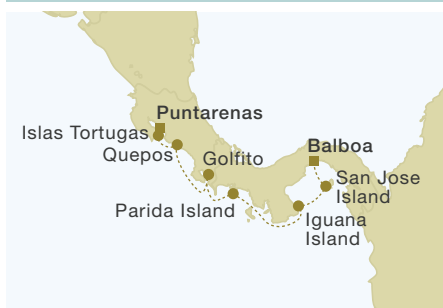 Puntarenas
Islas Tortugas
Quepos
Golfito
Balboa
San Jose
Island
Parida Island
Iguana
Island